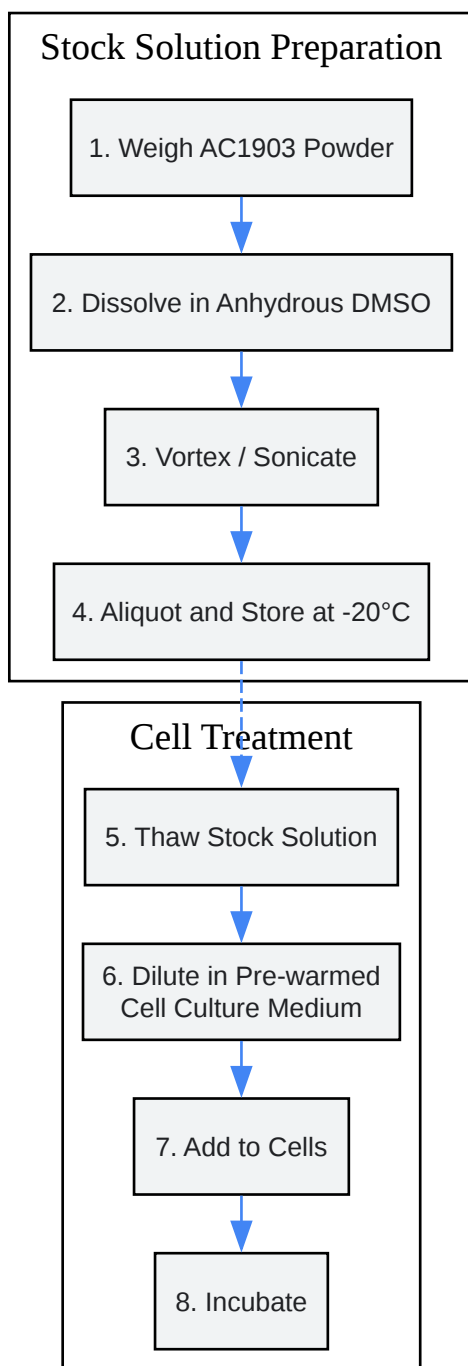 Stock Solution Preparation
1. Weigh AC1903 Powder
2. Dissolve in Anhydrous DMSO
3. Vortex / Sonicate
4. Aliquot and Store at -20°C
Cell Treatment
5. Thaw Stock Solution
6. Dilute in Pre-warmed
Cell Culture Medium
7. Add to Cells
8. Incubate